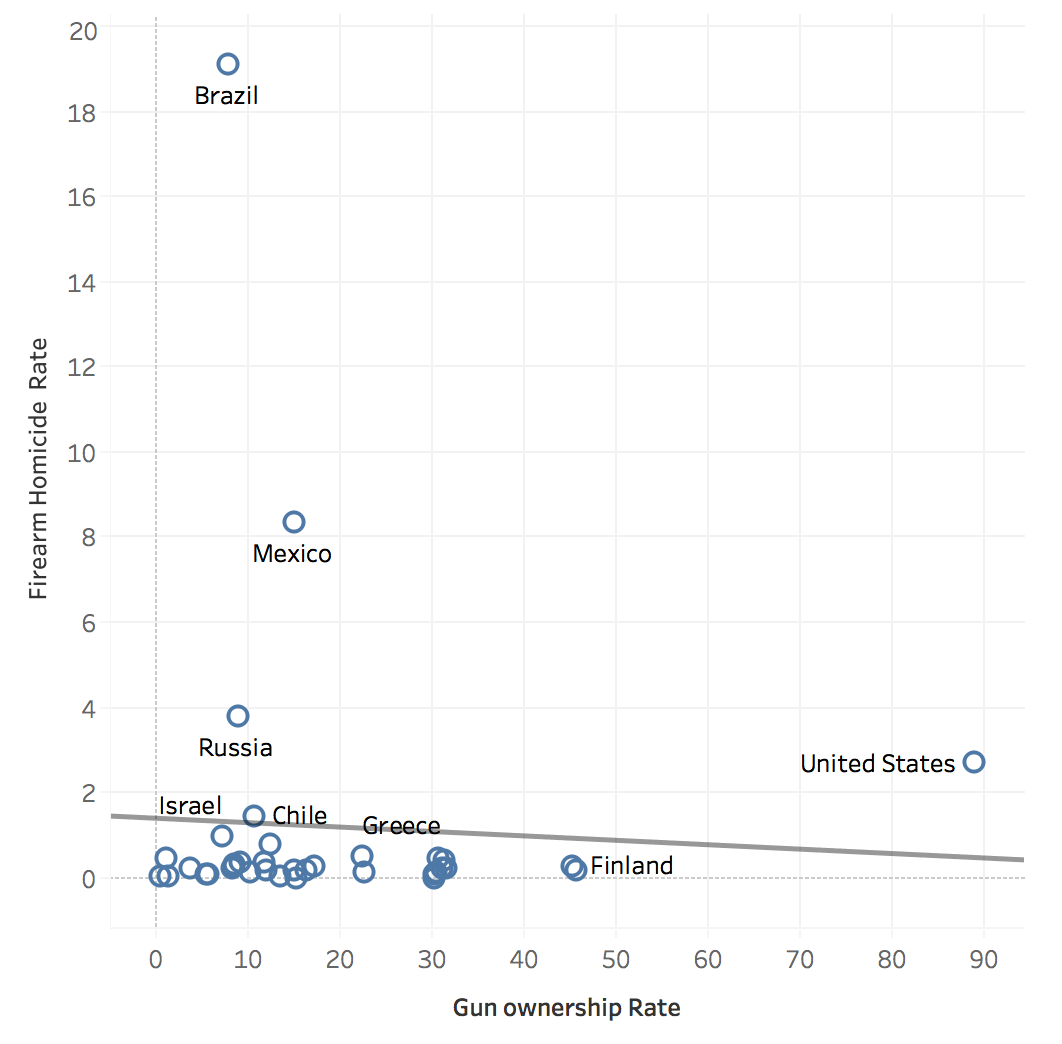 20
Brazil
18
16
14
12
10
Mexico
8
6
4
Russia
United States
2
Israel
Chile
Greece
Finland
0
Firearm Homicide Rate
0 10 20 30 40 50 60 70 80 90
Gun ownership Rate